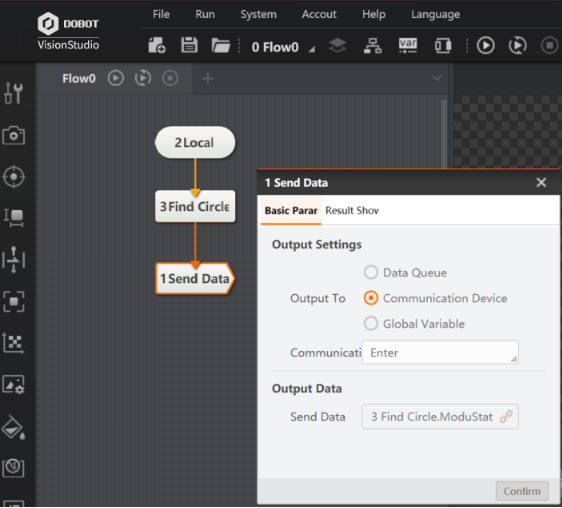 File Run System Accout Help Language
DOBOT
VisionStudio
0 Flow0
var
Flow0
2 Local
3 Find Circle
1 Send Data
1 Send Data
Basic Parar Result Shov
Output Settings
Data Queue
Output To Communication Device
Global Variable
Communicati Enter
Output Data
Send Data 3 Find Circle.ModuStat
Confirm